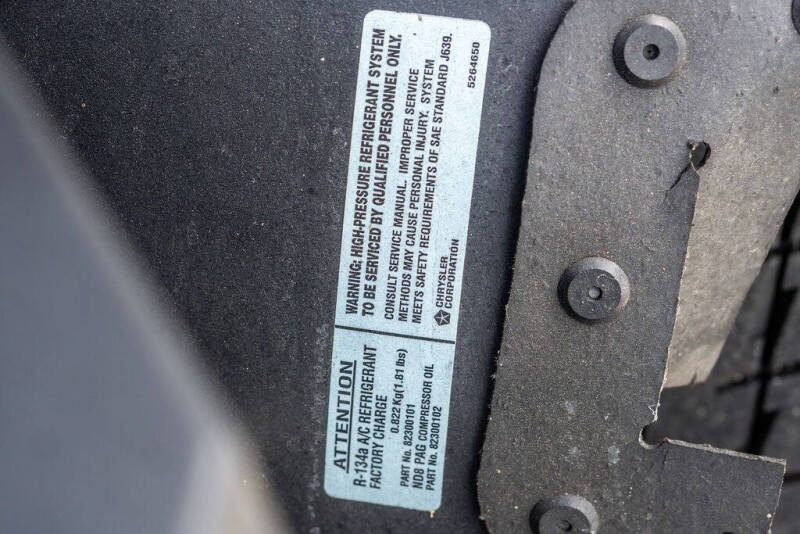 ATTENTION
R-134a A/C REFRIGERANT
FACTORY CHARGE
0.822 Kg(1.81 lbs)
PART No. 82300101
ND8 PAG COMPRESSOR OIL
PART No. 82300102
WARNING: HIGH-PRESSURE REFRIGERANT SYSTEM
TO BE SERVICED BY QUALIFIED PERSONNEL ONLY.
CONSULT SERVICE MANUAL. IMPROPER SERVICE
METHODS MAY CAUSE PERSONAL INJURY. SYSTEM
MEETS SAFETY REQUIREMENTS OF SAE STANDARD J639.
CHRYSLER
CORPORATION
5264650